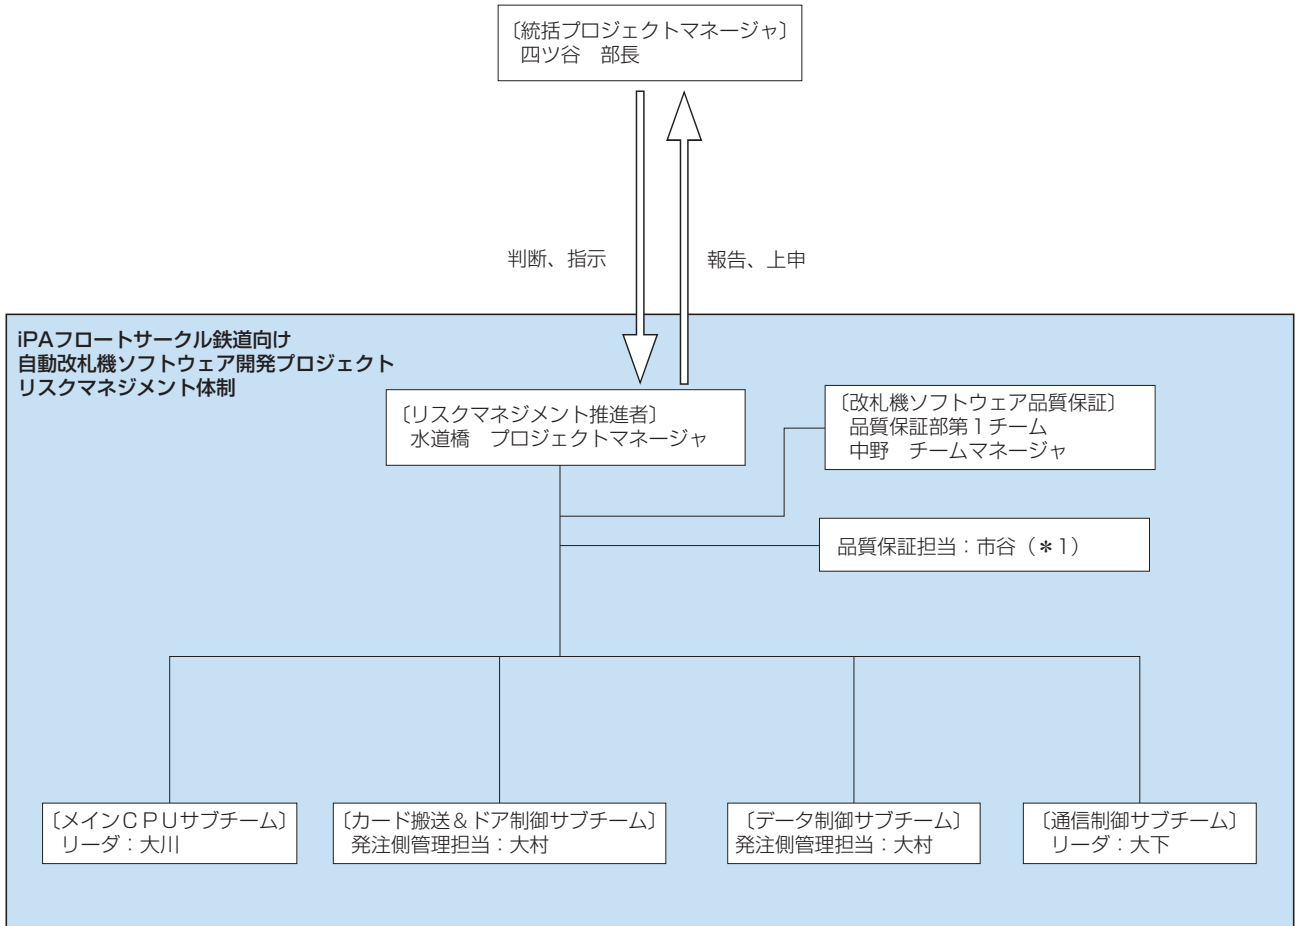 〔統括プロジェクトマネージャ〕
四ツ谷　部長
判断、指示
報告、上申
iPAフロートサークル鉄道向け
自動改札機ソフトウェア開発プロジェクト
リスクマネジメント体制
〔リスクマネジメント推進者〕
水道橋　プロジェクトマネージャ
〔改札機ソフトウェア品質保証〕
品質保証部第１チーム
中野　チームマネージャ
品質保証担当：市谷（＊1）
〔メインＣＰＵサブチーム〕
リーダ：大川
〔カード搬送＆ドア制御サブチーム〕
発注側管理担当：大村
〔データ制御サブチーム〕
発注側管理担当：大村
〔通信制御サブチーム〕
リーダ：大下